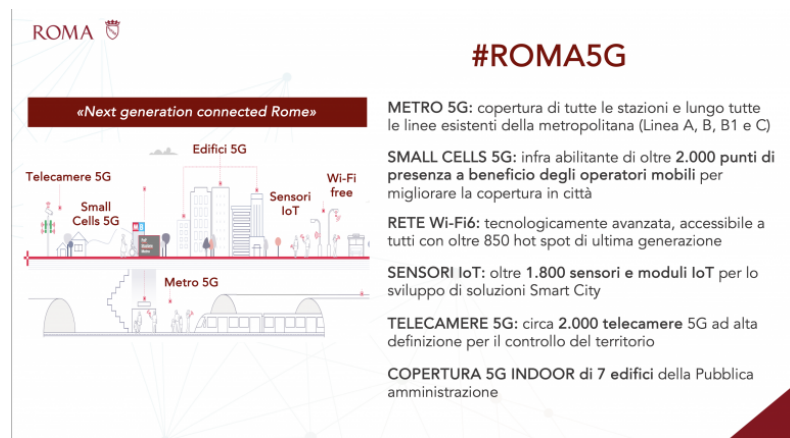 ROMA
#ROMA5G
«Next generation connected Rome»
Edifici 5G
Telecamere 5G
Wi-Fi
free
Sensori
IoT
Small
Cells 5G
Metro 5G
METRO 5G: copertura di tutte le stazioni e lungo tutte
le linee esistenti della metropolitana (Linea A, B, B1 e C)
SMALL CELLS 5G: infra abilitante di oltre 2.000 punti di
presenza a beneficio degli operatori mobili per
migliorare la copertura in città
RETE Wi-Fi6: tecnologicamente avanzata, accessibile a
tutti con oltre 850 hot spot di ultima generazione
SENSORI IoT: oltre 1.800 sensori e moduli IoT per lo
sviluppo di soluzioni Smart City
TELECAMERE 5G: circa 2.000 telecamere 5G ad alta
definizione per il controllo del territorio
COPERTURA 5G INDOOR di 7 edifici della Pubblica
amministrazione